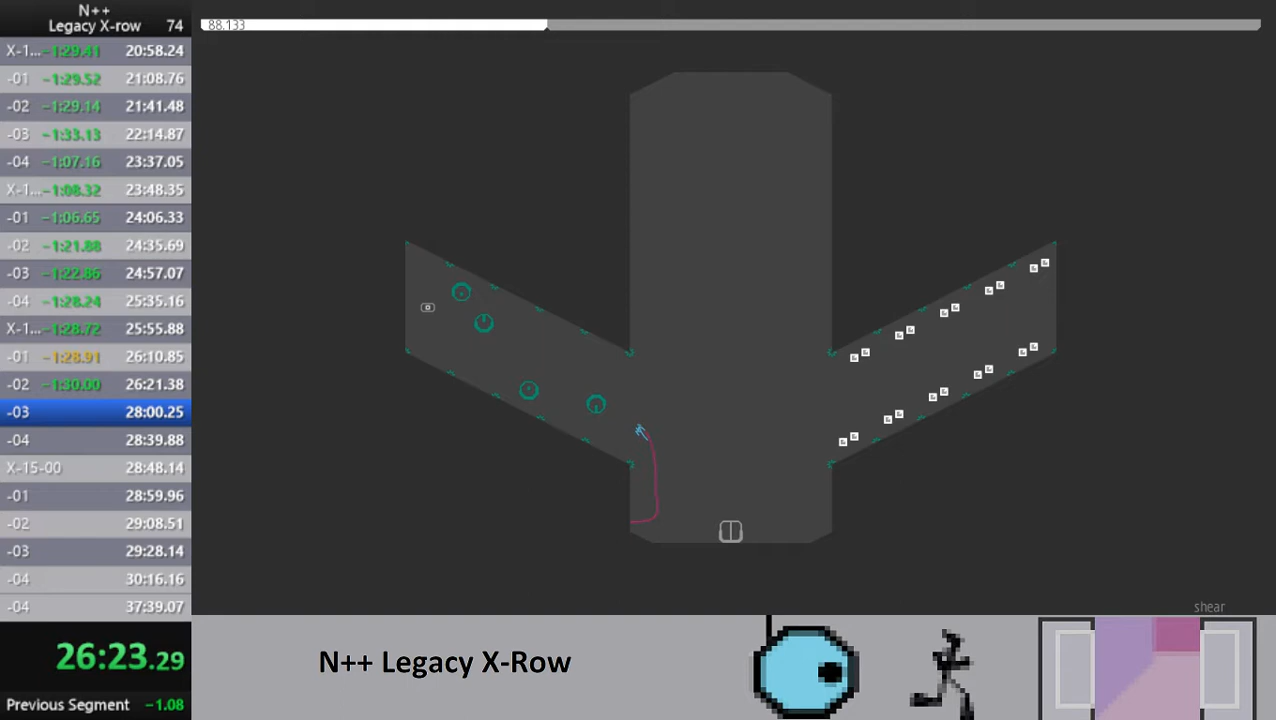 N++
Legacy X-row 74
88.133
X-1... −1:29.41 20:58.24
-01 −1:29.52 21:08.76
-02 −1:29.14 21:41.48
-03 −1:33.13 22:14.87
-04 −1:07.16 23:37.05
X-1... −1:08.32 23:48.35
-01 −1:06.65 24:06.33
-02 −1:21.88 24:35.69
-03 −1:22.86 24:57.07
-04 −1:28.24 25:35.16
X-1... −1:28.72 25:55.88
-01 −1:28.91 26:10.85
-02 −1:30.00 26:21.38
-03 28:00.25
-04 28:39.88
X-15-00 28:48.14
-01 28:59.96
-02 29:08.51
-03 29:28.14
-04 30:16.16
-04 37:39.07
26:23.29
Previous Segment −1.08
shear
N++ Legacy X-Row